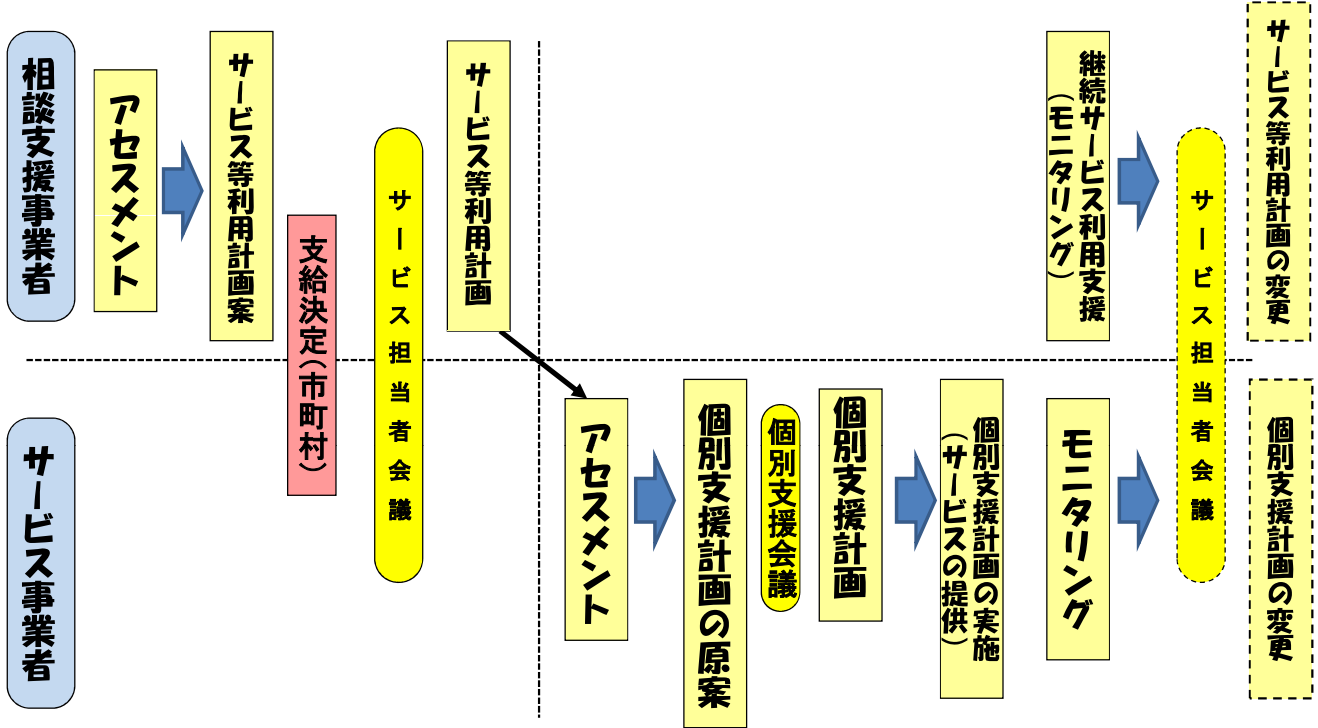 相談支援事業者
アセスメント
サービス等利用計画案
支給決定(市町村)
サービス担当者会議
サービス等利用計画
継続サービス利用支援
(モニタリング)
サービス担当者会議
サービス等利用計画の変更
サービス事業者
アセスメント
個別支援計画の原案
個別支援会議
個別支援計画
個別支援計画の実施
(サービスの提供)
モニタリング
個別支援計画の変更